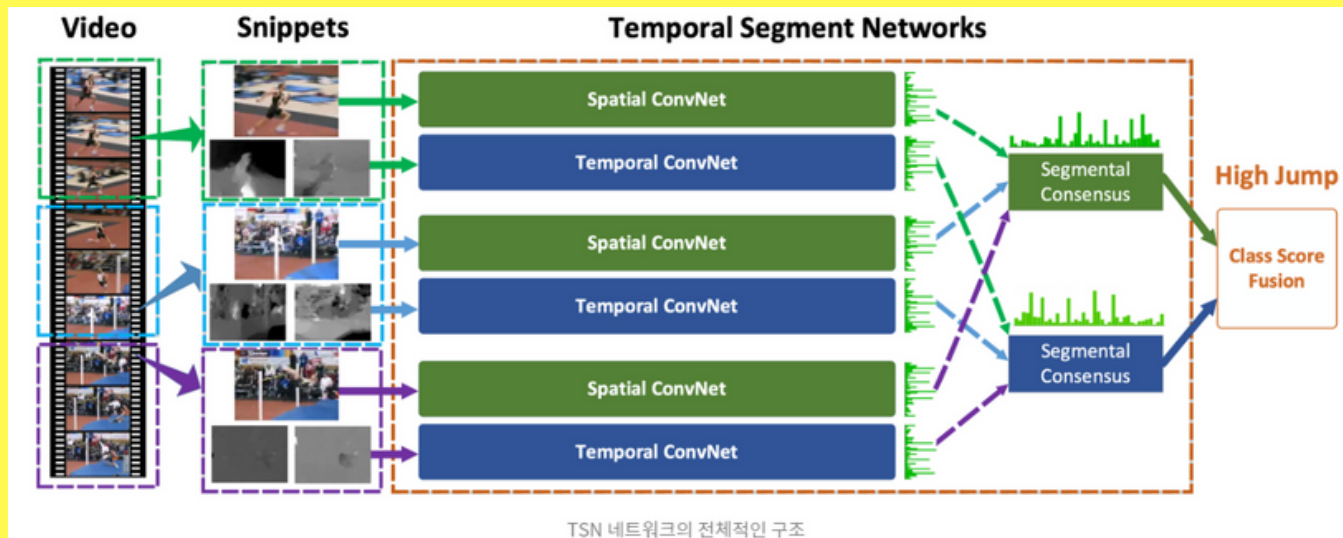 Video
Snippets
Temporal Segment Networks
Spatial ConvNet
Temporal ConvNet
Spatial ConvNet
Temporal ConvNet
Spatial ConvNet
Temporal ConvNet
Segmental
Consensus
Segmental
Consensus
High Jump
Class Score
Fusion
TSN 네트워크의 전체적인 구조